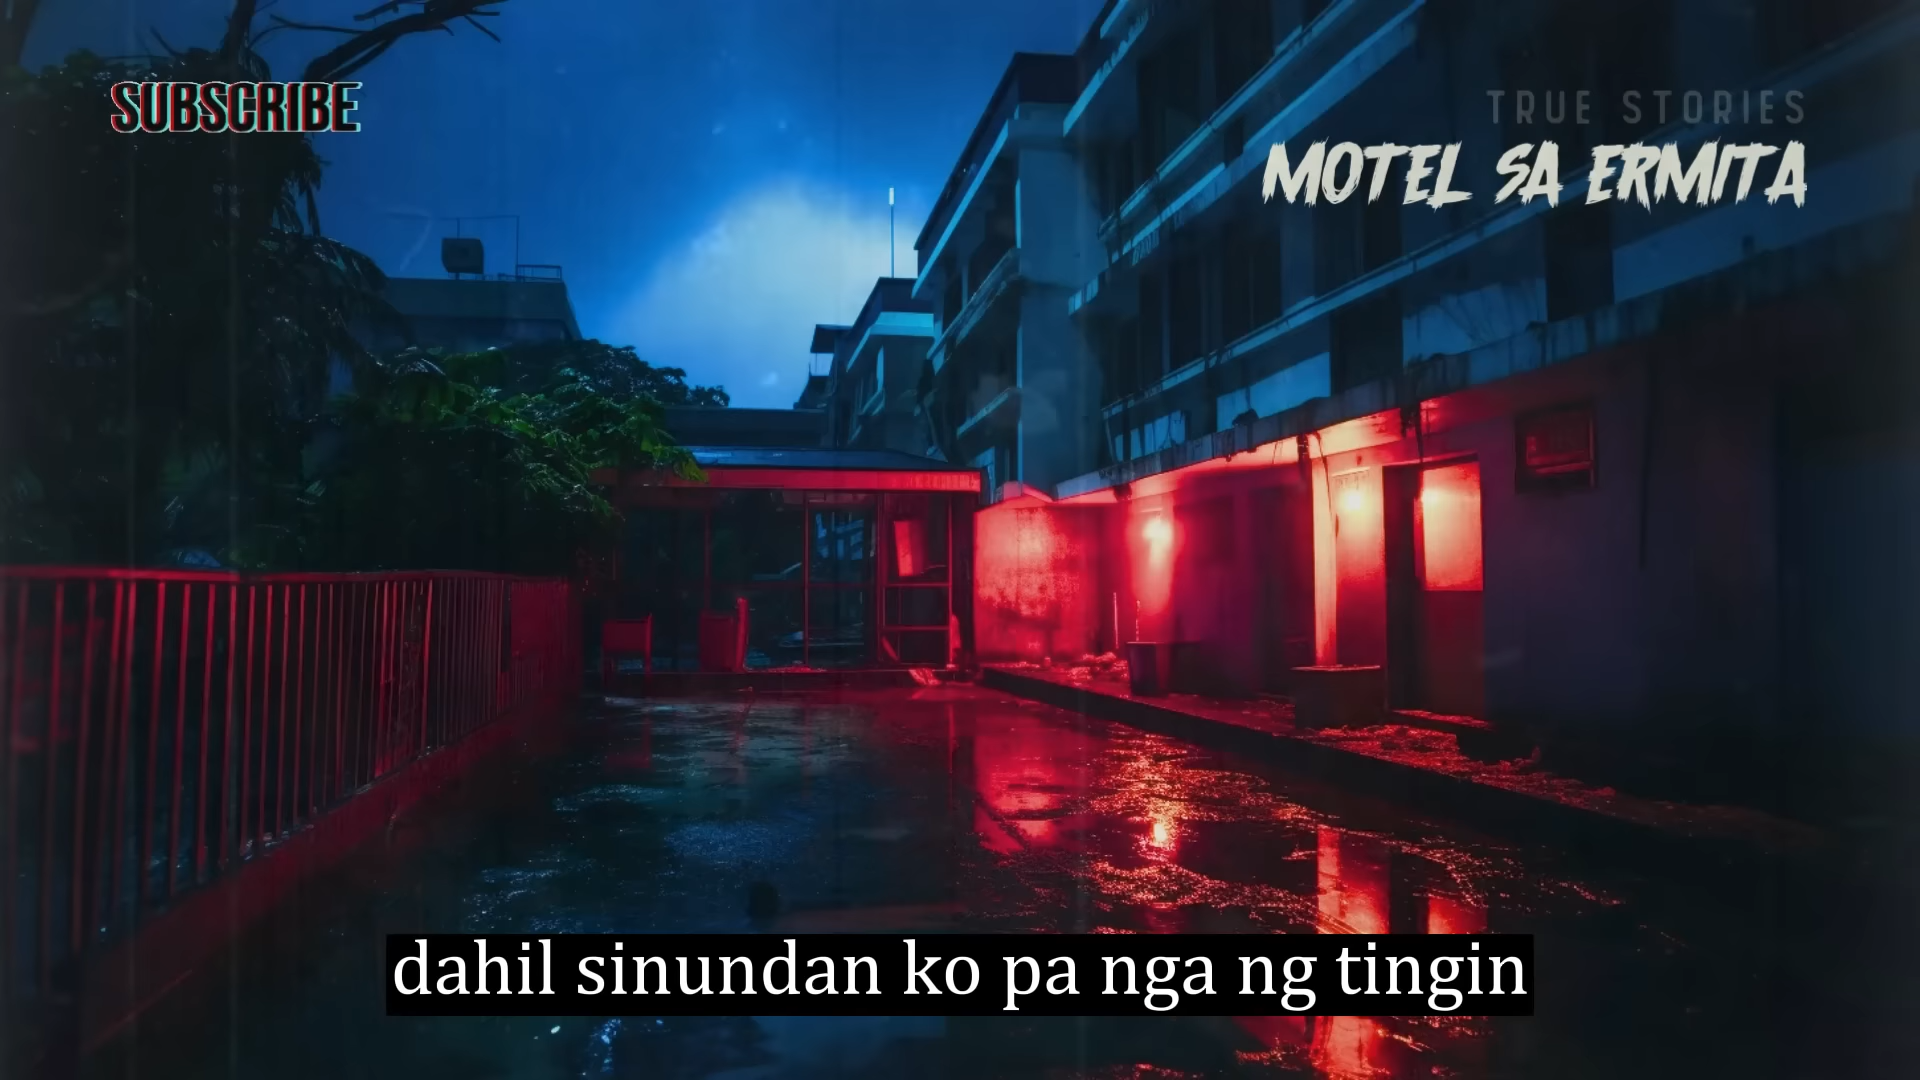 SUBSCRIBE
TRUE STORIES
MOTEL SA ERMITA
dahil sinundan ko pa nga ng tingin